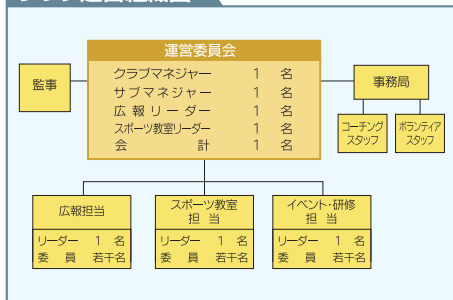 運営委員会
監事
クラブマネジャー 1 名
サブマネジャー 1 名
広報リーダー 1 名
スポーツ教室リーダー 1 名
会計 1 名
事務局
コーチング
スタッフ
ボランティア
スタッフ
広報担当
リーダー 1 名
委員 若干名
スポーツ教室
担当
リーダー 1 名
委員 若干名
イベント・研修
担当
リーダー 1 名
委員 若干名